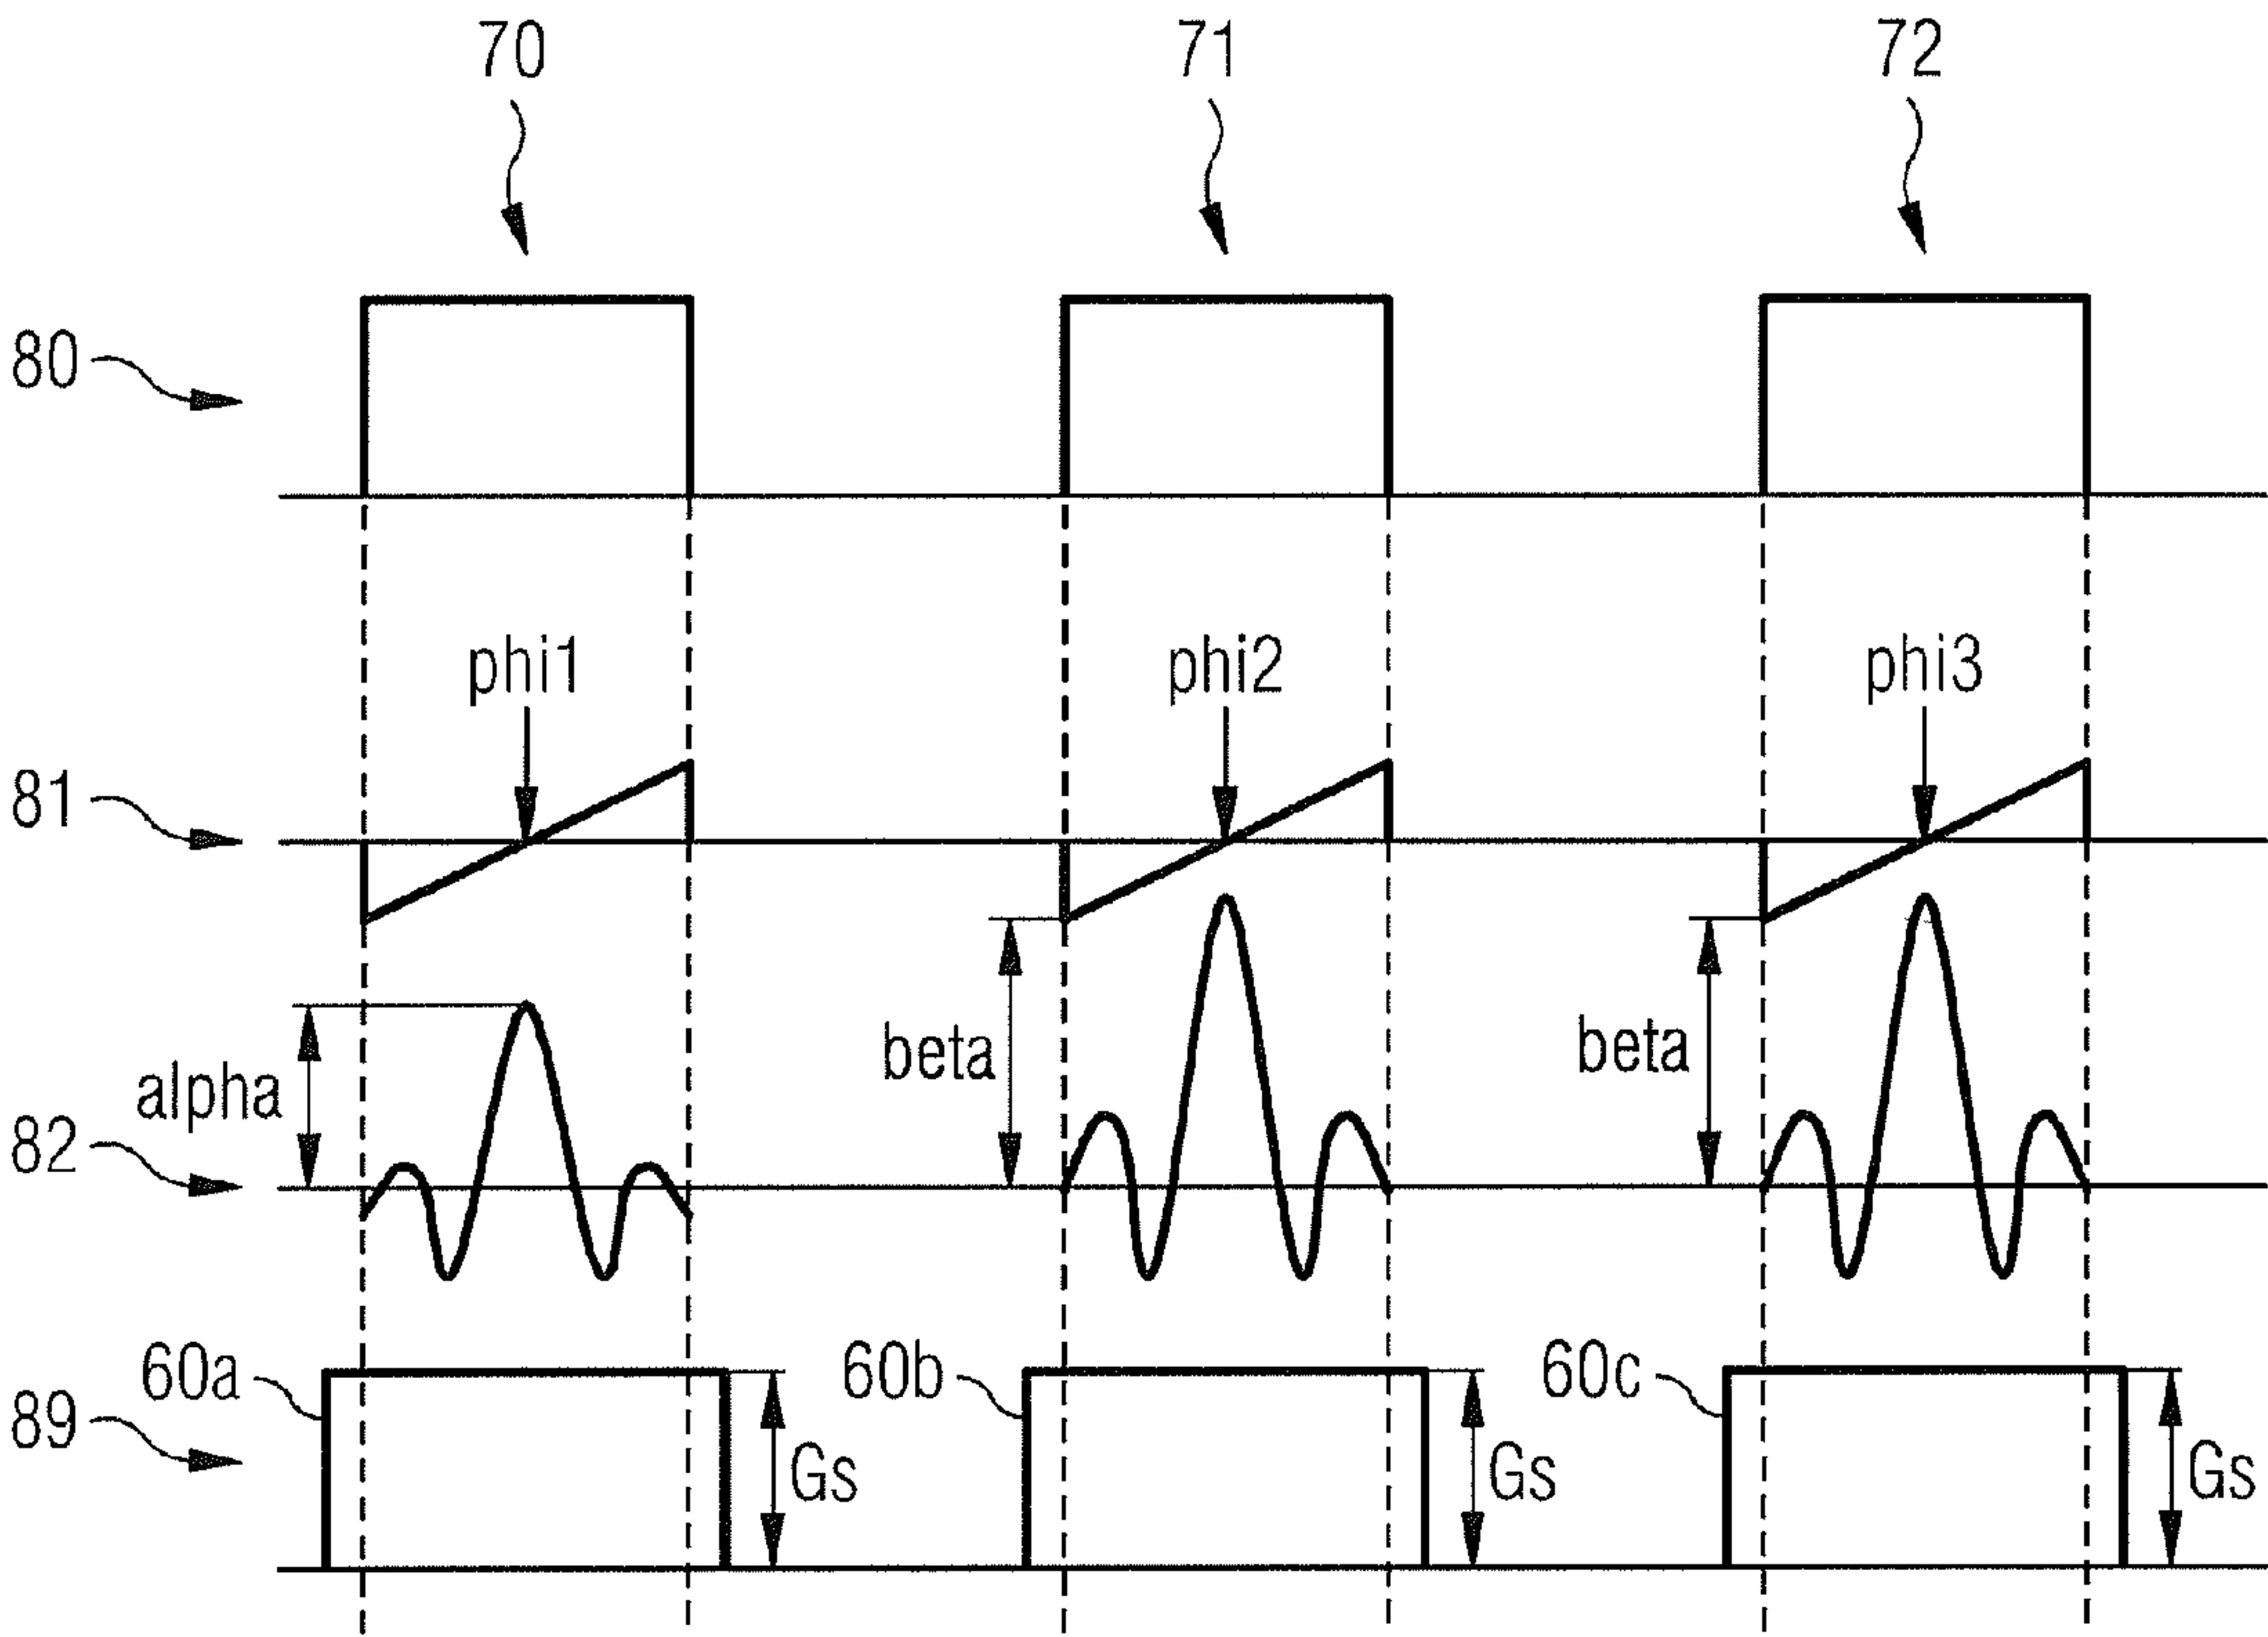 70 71 72
80
phi1 phi2 phi3
81
beta beta
alpha
82
60a 60b 60c
89
Gs Gs Gs